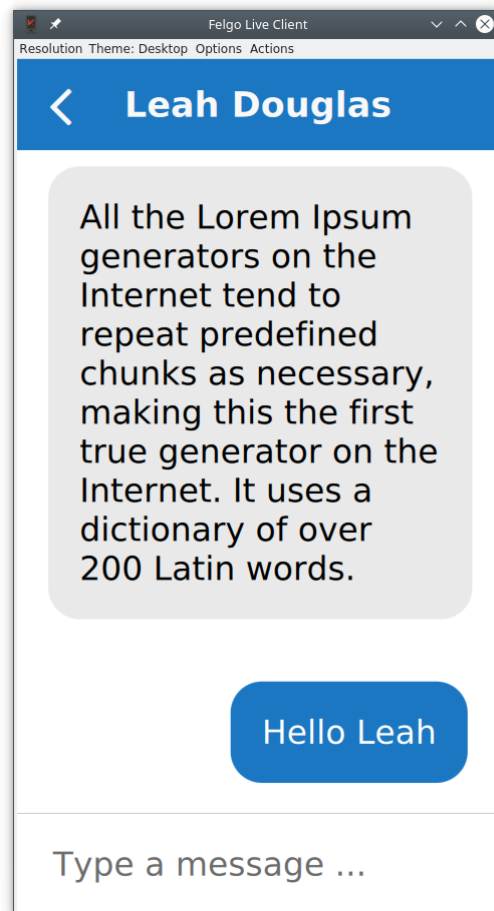 Felgo Live Client
Resolution Theme: Desktop Options Actions
Leah Douglas
All the Lorem Ipsum
generators on the
Internet tend to
repeat predefined
chunks as necessary,
making this the first
true generator on the
Internet. It uses a
dictionary of over
200 Latin words.
Hello Leah
Type a message ...